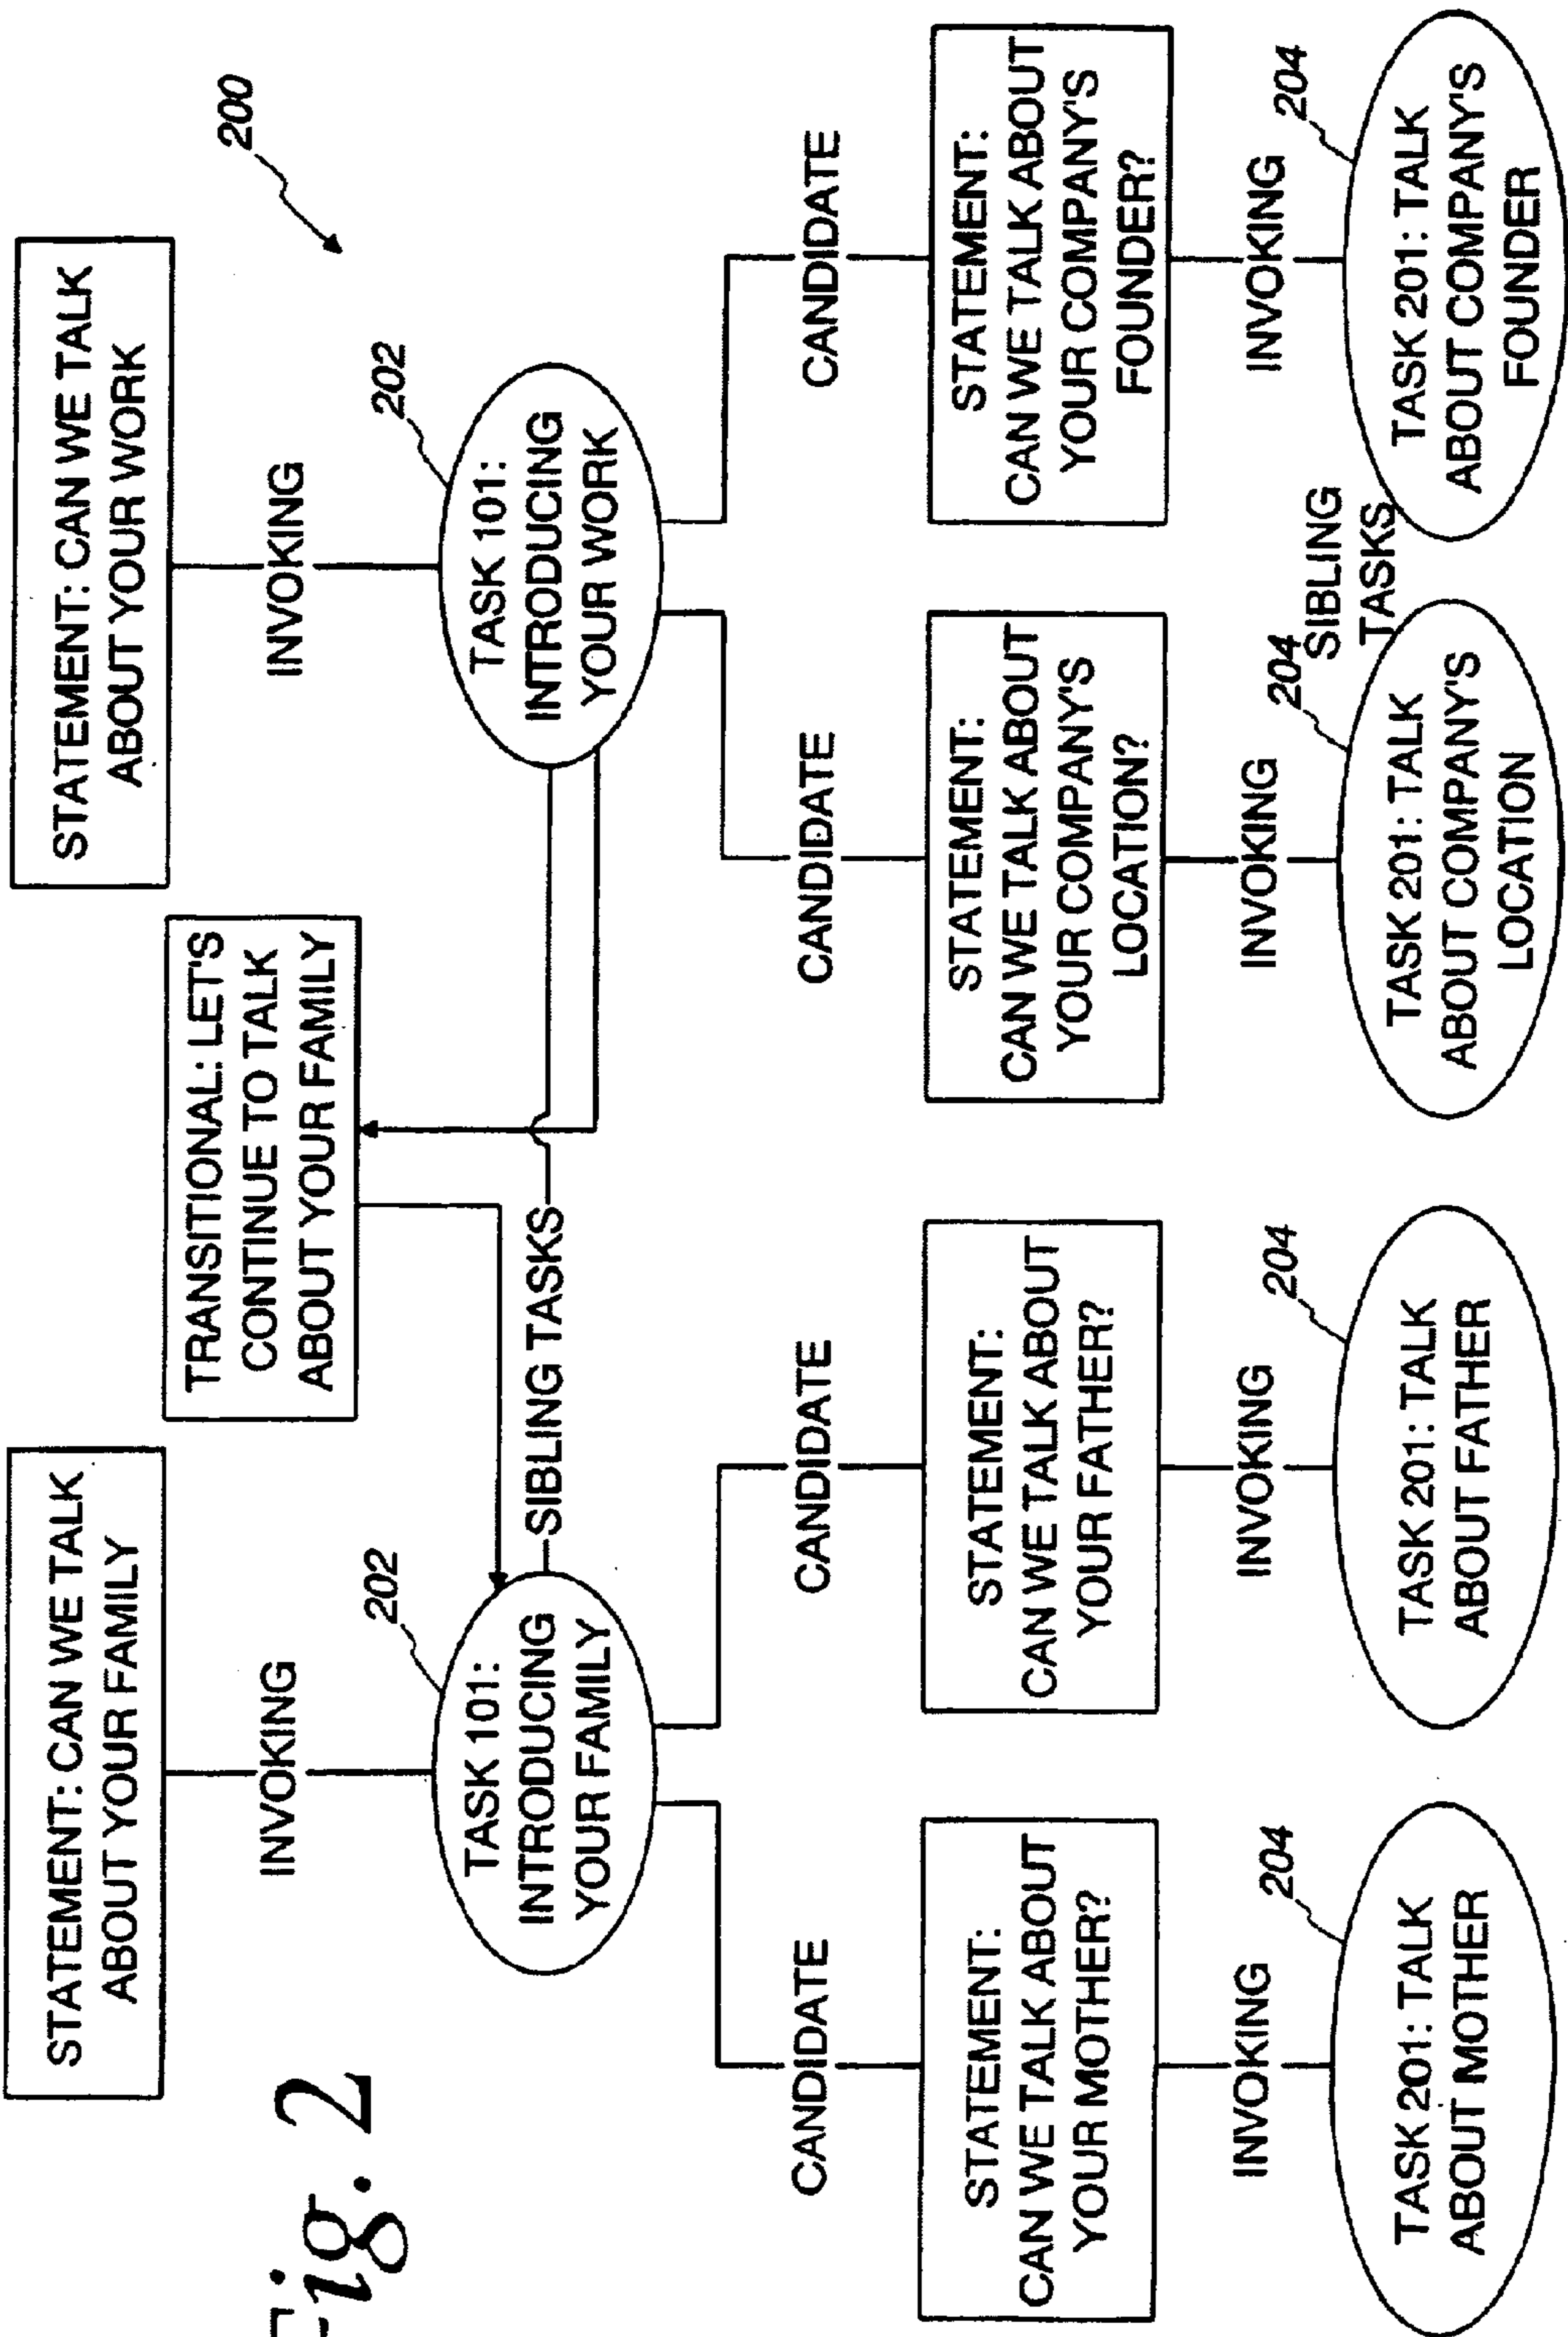 Fig. 2
200
STATEMENT: CAN WE TALK
ABOUT YOUR FAMILY
TRANSITIONAL: LET'S
CONTINUE TO TALK
ABOUT YOUR FAMILY
STATEMENT: CAN WE TALK
ABOUT YOUR WORK
INVOKING
INVOKING
202
202
TASK 101:
INTRODUCING
YOUR FAMILY
SIBLING TASKS
TASK 101:
INTRODUCING
YOUR WORK
CANDIDATE
CANDIDATE
CANDIDATE
CANDIDATE
STATEMENT:
CAN WE TALK ABOUT
YOUR MOTHER?
STATEMENT:
CAN WE TALK ABOUT
YOUR FATHER?
STATEMENT:
CAN WE TALK ABOUT
YOUR COMPANY'S
LOCATION?
STATEMENT:
CAN WE TALK ABOUT
YOUR COMPANY'S
FOUNDER?
INVOKING
INVOKING
INVOKING
INVOKING
204
204
204
204
SIBLING
TASKS
TASK 201: TALK
ABOUT MOTHER
TASK 201: TALK
ABOUT FATHER
TASK 201: TALK
ABOUT COMPANY'S
LOCATION
TASK 201: TALK
ABOUT COMPANY'S
FOUNDER